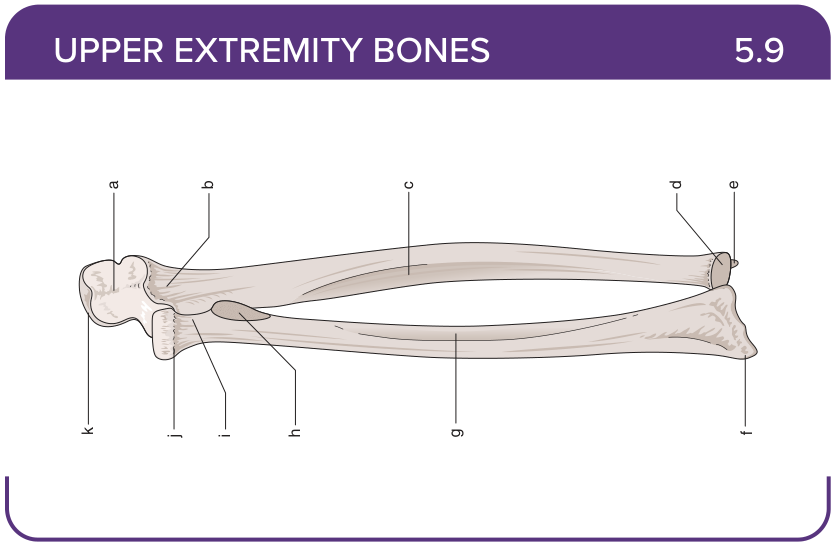 UPPER EXTREMITY BONES 5.9
a b c d e
k j i h g f